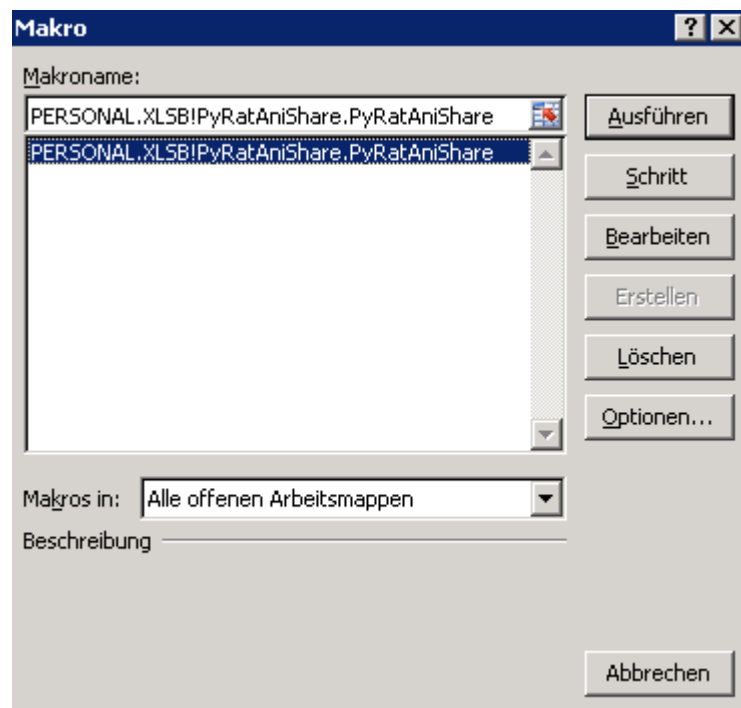 Makro
Makroname:
PERSONAL.XLSB!PyRatAniShare.PyRatAniShare
PERSONAL.XLSB!PyRatAniShare.PyRatAniShare
Ausführen
Schritt
Bearbeiten
Erstellen
Löschen
Optionen...
Makros in: Alle offenen Arbeitsmappen
Beschreibung
Abbrechen